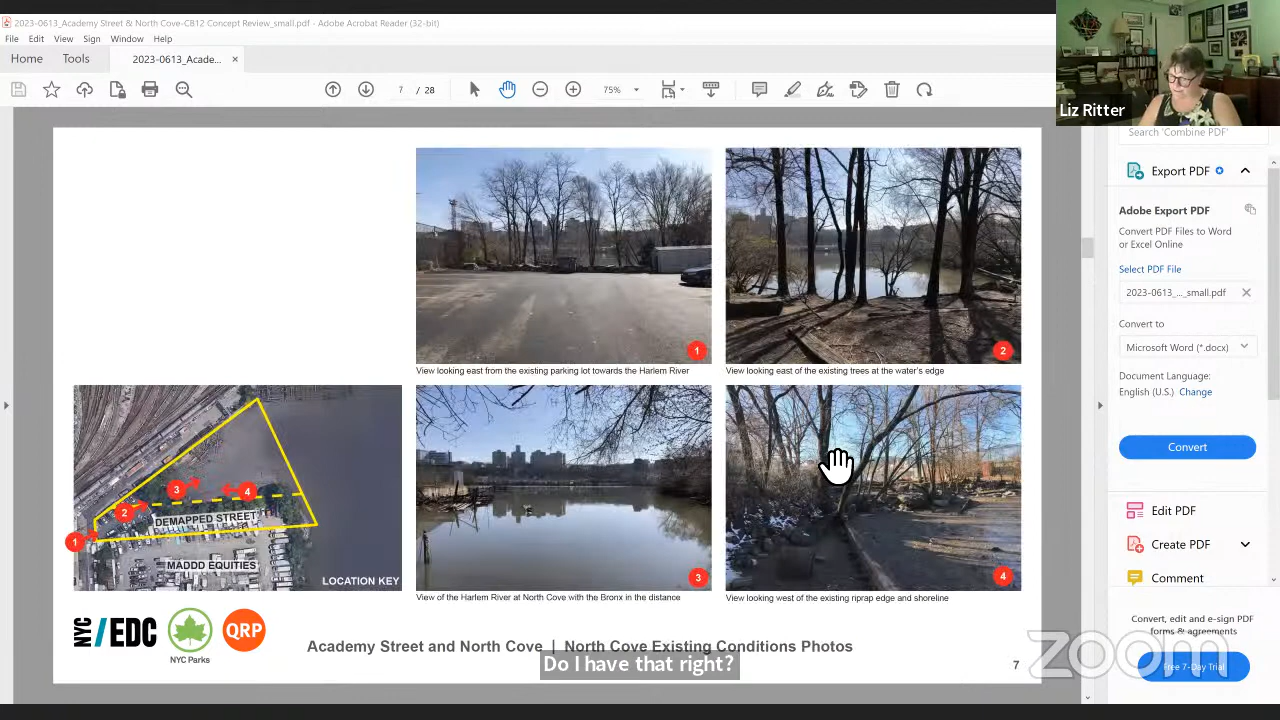 2023-0613_Academy Street & North Cove-CB12 Concept Review_small.pdf - Adobe Acrobat Reader (32-bit)
File Edit View Sign Window Help
Home Tools 2023-0613_Acade... ×
7 / 28 75%
Liz Ritter
Search 'Combine PDF'
Export PDF
Adobe Export PDF
Convert PDF Files to Word
or Excel Online
Select PDF File
2023-0613_..._small.pdf
Convert to
Microsoft Word (*.docx)
Document Language:
English (U.S.) Change
Convert
Edit PDF
Create PDF
Comment
Convert, edit and e-sign PDF
forms & agreements
Free 7-Day Trial
1
View looking east from the existing parking lot towards the Harlem River
2
View looking east of the existing trees at the water's edge
3
View of the Harlem River at North Cove with the Bronx in the distance
4
View looking west of the existing riprap edge and shoreline
3
4
2
DEMAPPED STREET
1
MADDD EQUITIES
LOCATION KEY
NYC/EDC
NYC Parks
QRP
Academy Street and North Cove | North Cove Existing Conditions Photos
7
Do I have that right?
zoom